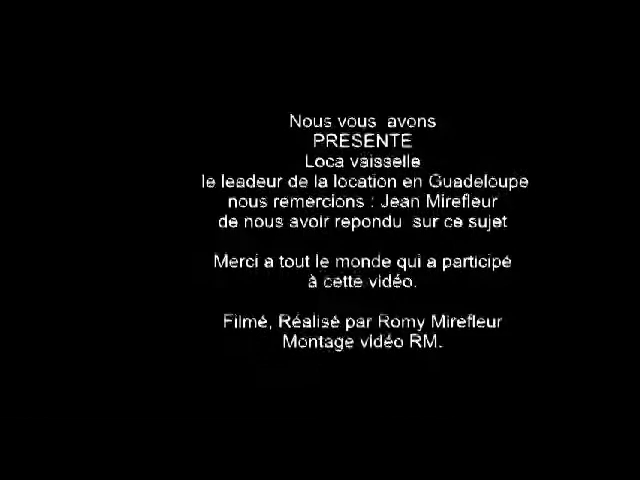 Nous vous avons
PRESENTE
Loca vaisselle
le leadeur de la location en Guadeloupe
nous remercions : Jean Mirefleur
de nous avoir repondu sur ce sujet
Merci a tout le monde qui a participé
à cette vidéo.
Filmé, Réalisé par Romy Mirefleur
Montage vidéo RM.